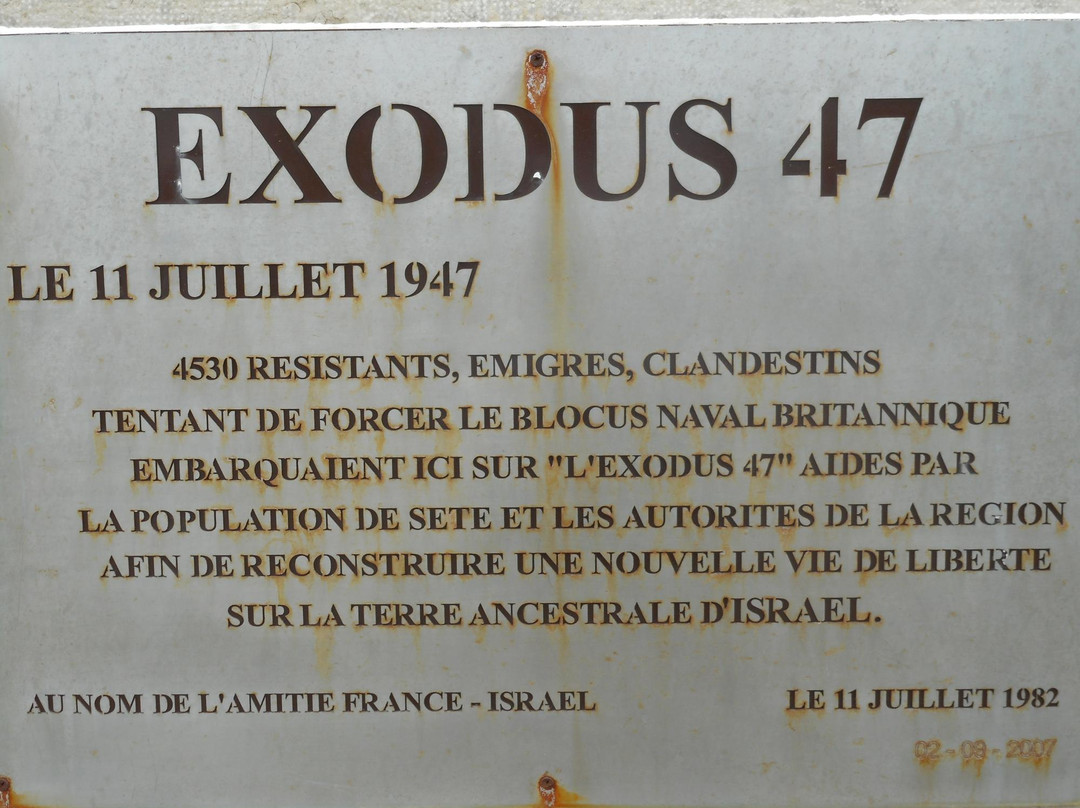 EXODUS 47
LE 11 JUILLET 1947
4530 RESISTANTS, EMIGRES, CLANDESTINS
TENTANT DE FORCER LE BLOCUS NAVAL BRITANNIQUE
EMBARQUAIENT ICI SUR "L'EXODUS 47" AIDES PAR
LA POPULATION DE SETE ET LES AUTORITES DE LA REGION
AFIN DE RECONSTRUIRE UNE NOUVELLE VIE DE LIBERTE
SUR LA TERRE ANCESTRALE D'ISRAEL.
AU NOM DE L'AMITIE FRANCE - ISRAEL LE 11 JUILLET 1982
02 - 09 - 2007